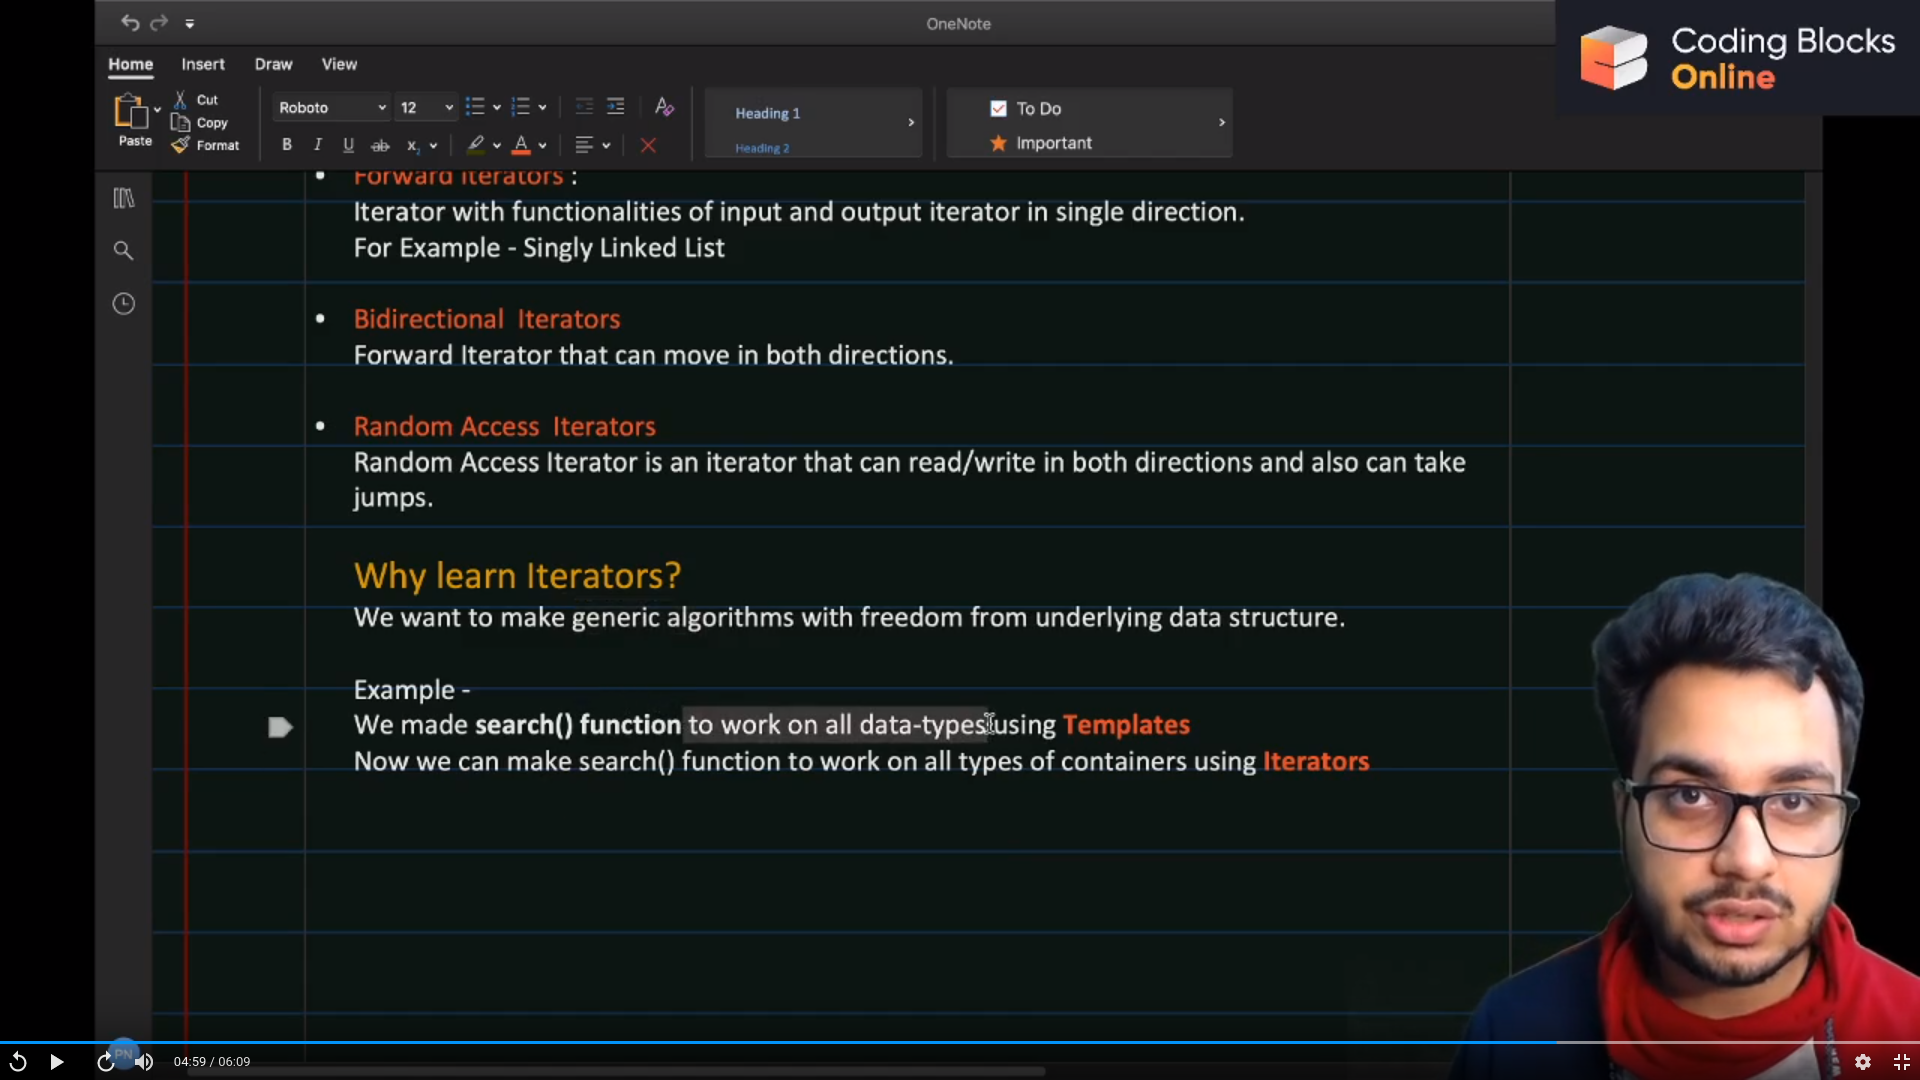 OneNote
Coding Blocks
Online
Home Insert Draw View
Paste
Cut
Copy
Format
Roboto 12
B I U ab x
A
Heading 1
Heading 2
To Do
Important
• Forward Iterators :
Iterator with functionalities of input and output iterator in single direction.
For Example - Singly Linked List
• Bidirectional  Iterators
Forward Iterator that can move in both directions.
• Random Access  Iterators
Random Access Iterator is an iterator that can read/write in both directions and also can take
jumps.
Why learn Iterators?
We want to make generic algorithms with freedom from underlying data structure.
Example -
We made search() function to work on all data-types using Templates
Now we can make search() function to work on all types of containers using Iterators
PN
04:59 / 06:09